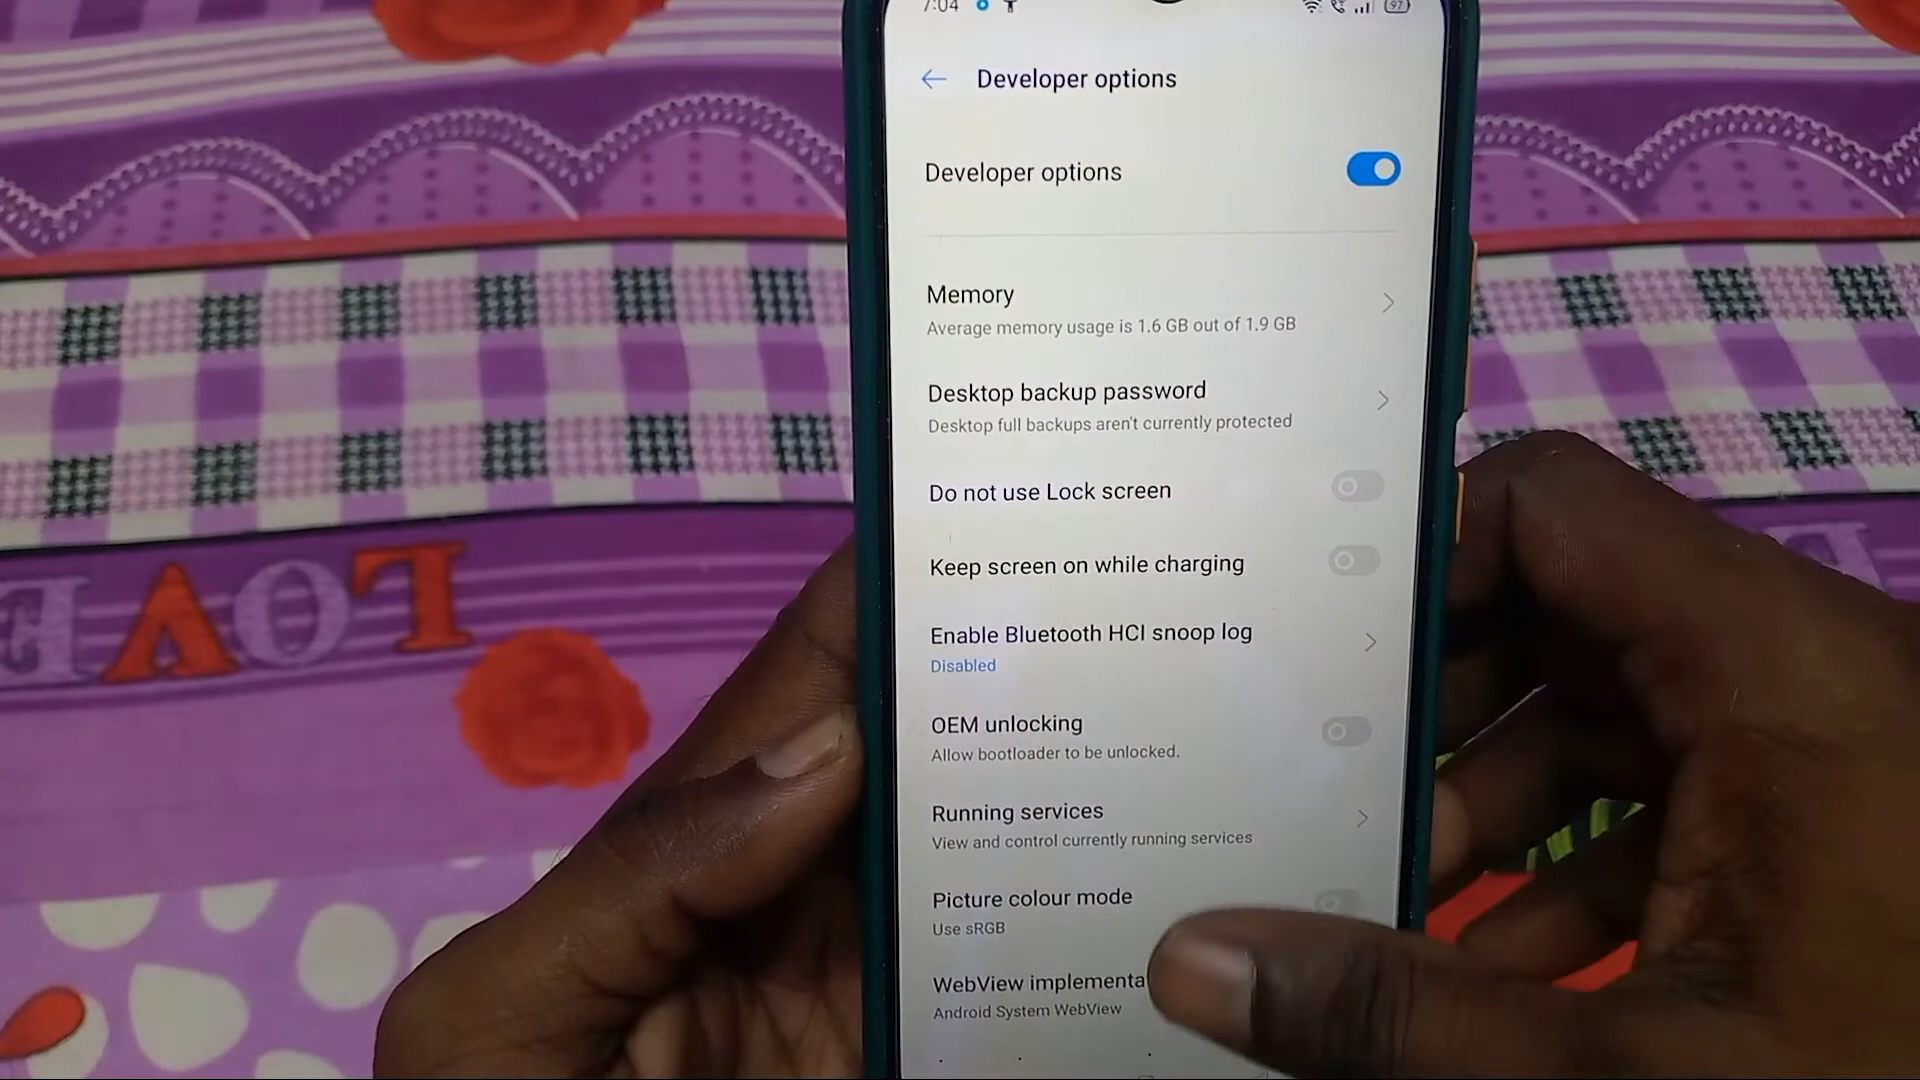 7:04
97
Developer options
Developer options
Memory
Average memory usage is 1.6 GB out of 1.9 GB
Desktop backup password
Desktop full backups aren't currently protected
Do not use Lock screen
Keep screen on while charging
Enable Bluetooth HCI snoop log
Disabled
OEM unlocking
Allow bootloader to be unlocked.
Running services
View and control currently running services
Picture colour mode
Use sRGB
WebView implementa
Android System WebView
LOVE